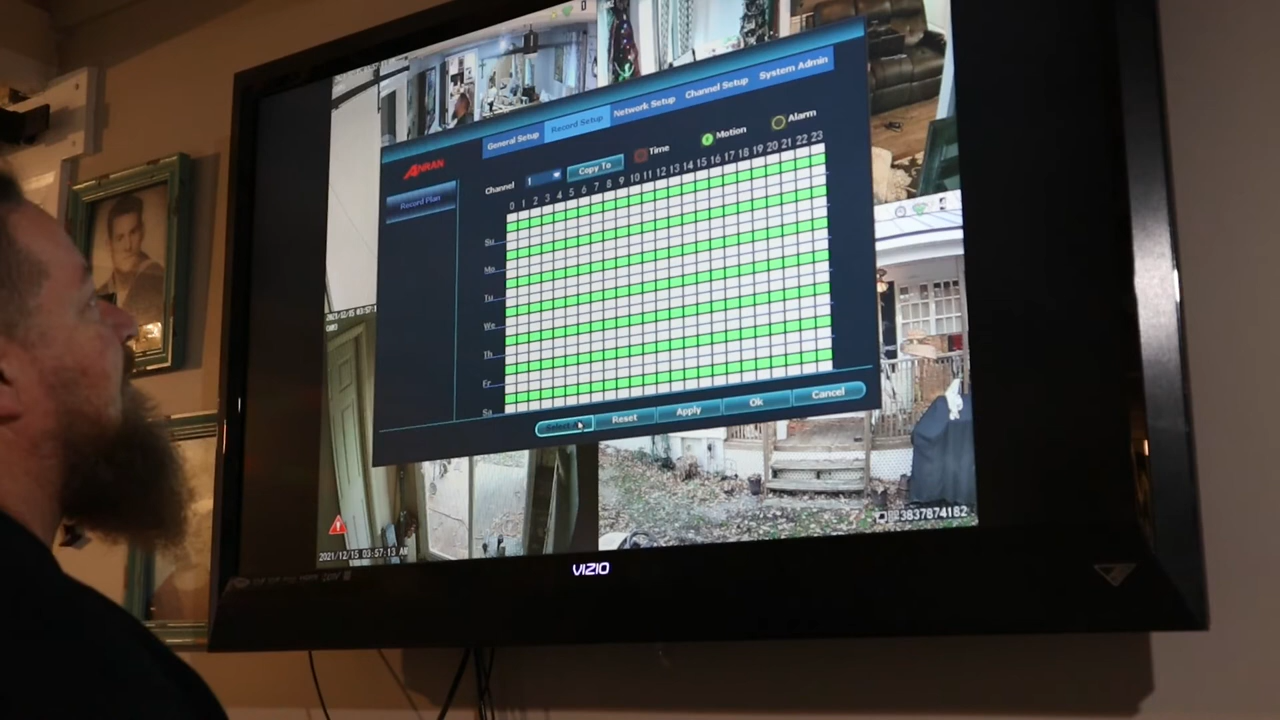 General Setup Record Setup Network Setup Channel Setup System Admin
ANRAN
Time Motion Alarm
Channel 1 Copy To
Record Plan
0 1 2 3 4 5 6 7 8 9 10 11 12 13 14 15 16 17 18 19 20 21 22 23
Su
Mo
Tu
We
Th
Fr
Sa
Select Reset Apply Ok Cancel
3837874182
2021/12/15 03:57:13 AM
VIZIO